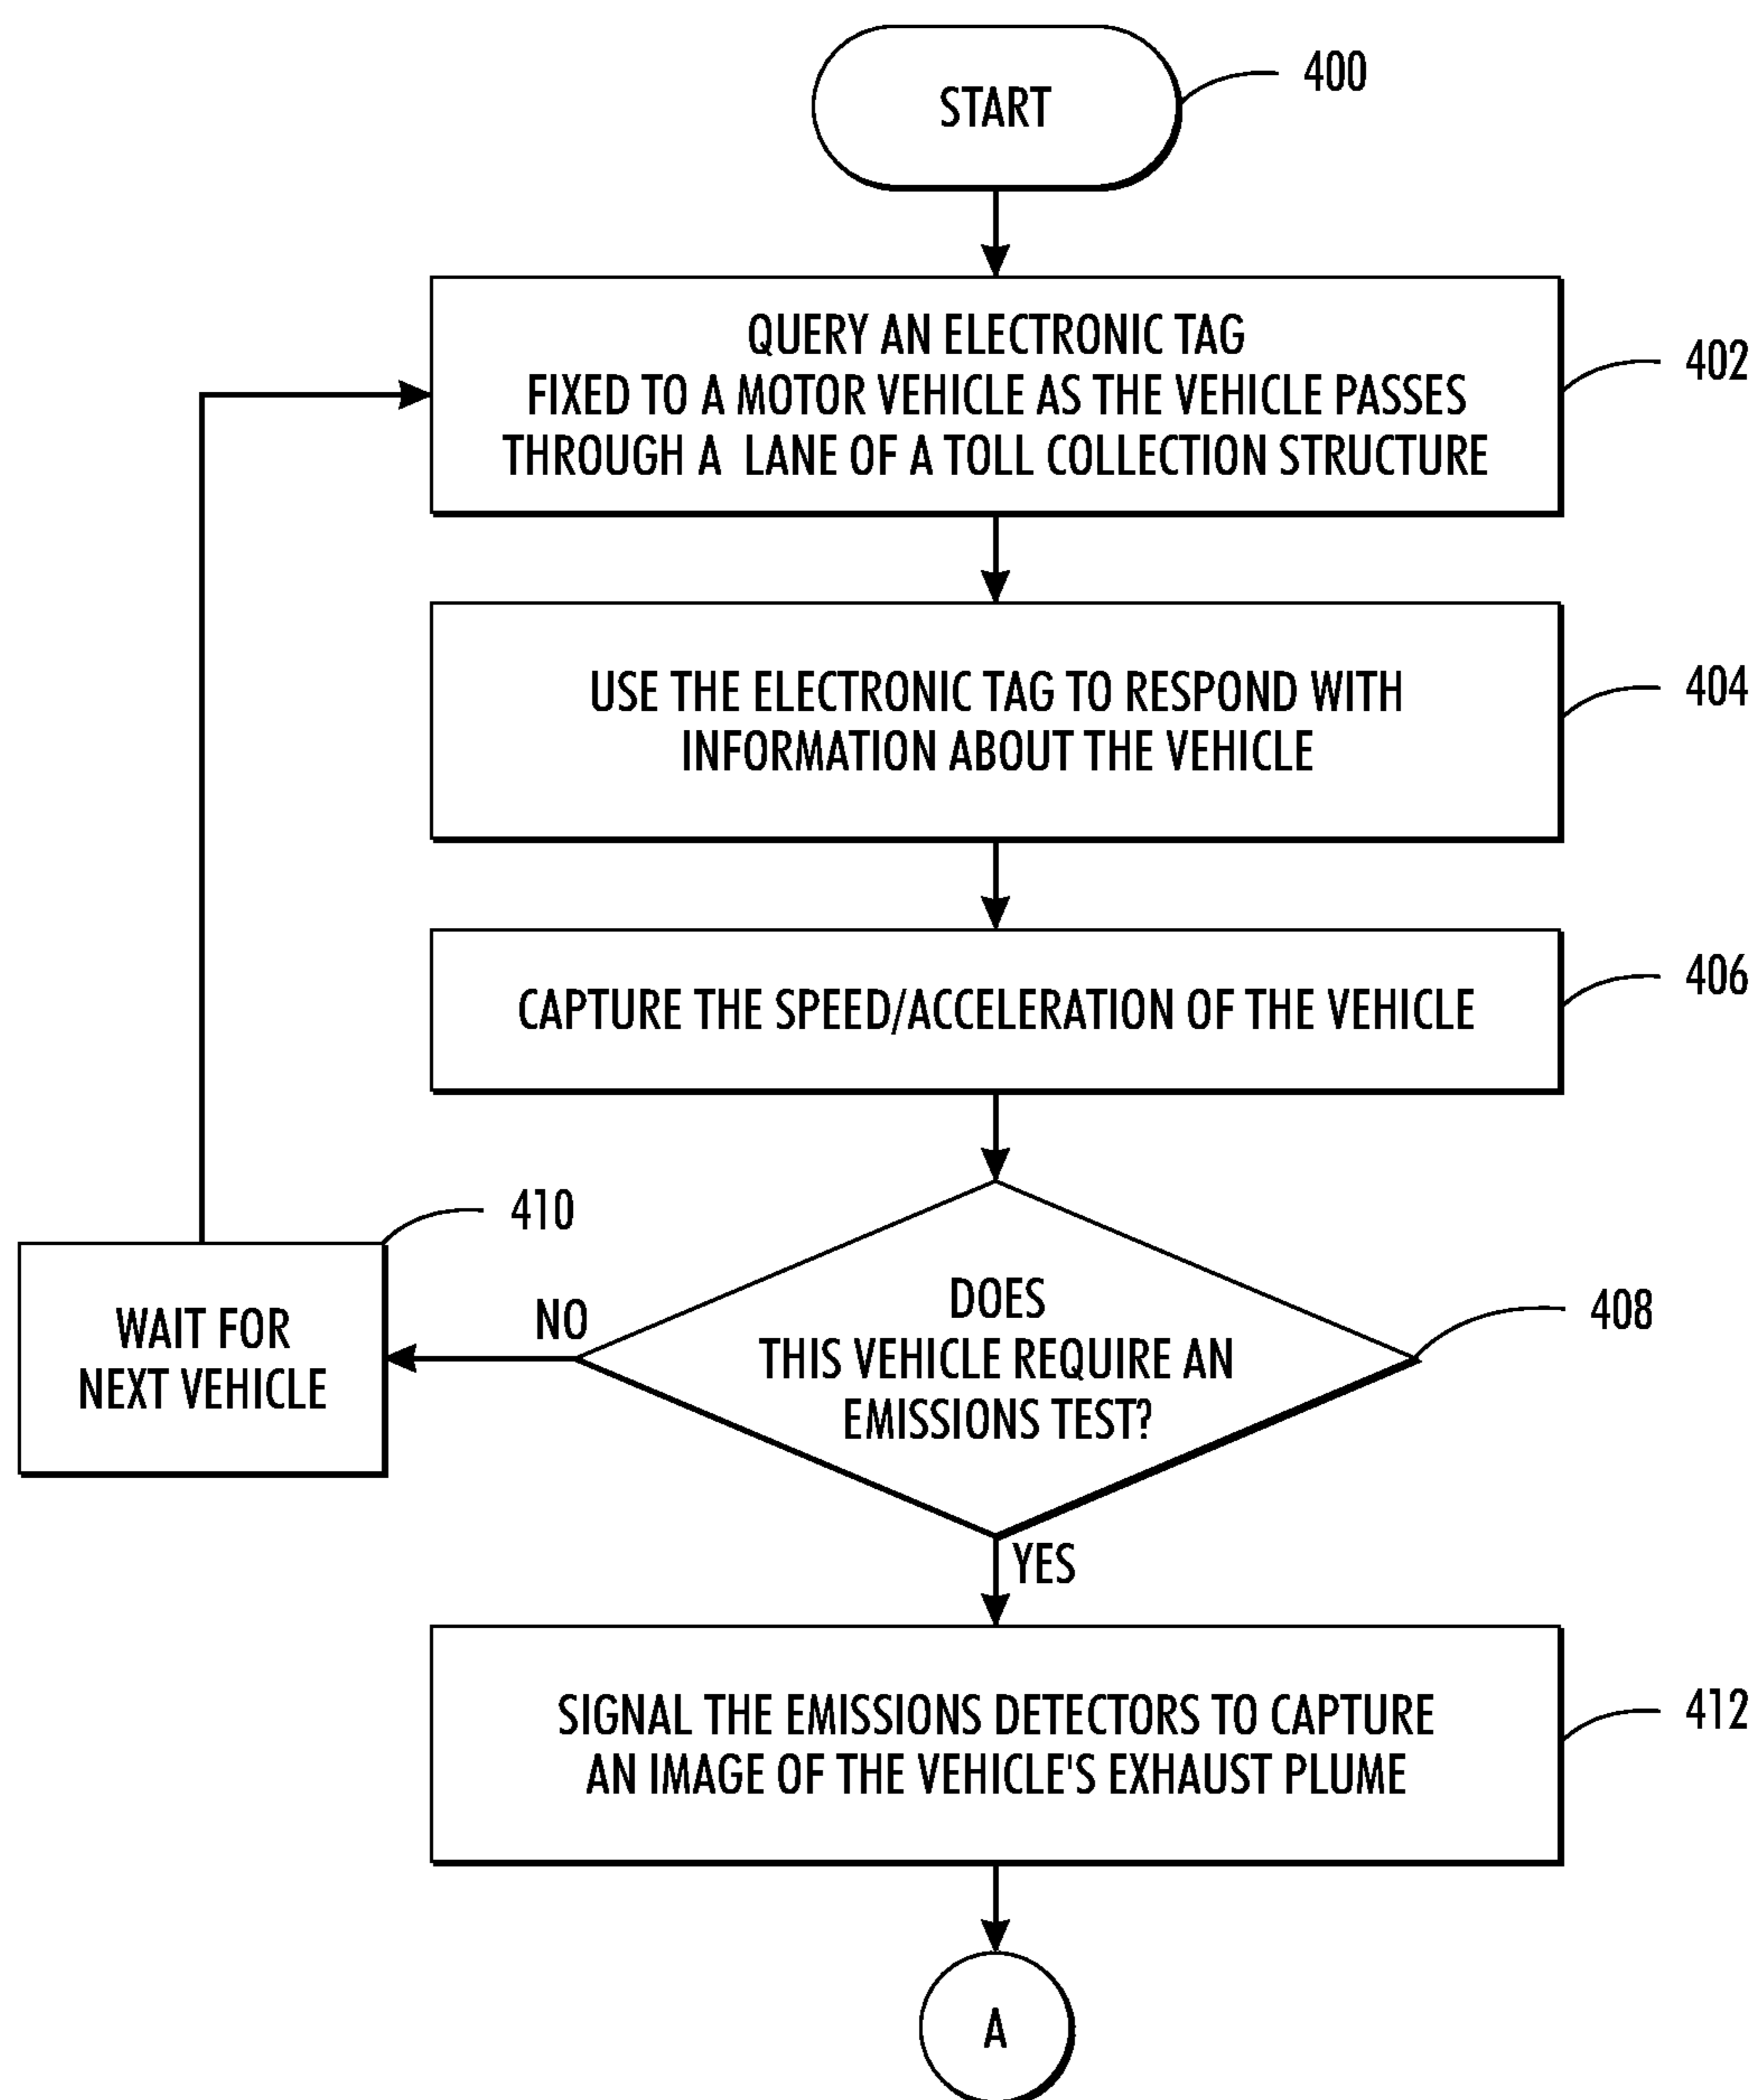 START
400
QUERY AN ELECTRONIC TAG
FIXED TO A MOTOR VEHICLE AS THE VEHICLE PASSES
THROUGH A LANE OF A TOLL COLLECTION STRUCTURE
402
USE THE ELECTRONIC TAG TO RESPOND WITH
INFORMATION ABOUT THE VEHICLE
404
CAPTURE THE SPEED/ACCELERATION OF THE VEHICLE
406
DOES
THIS VEHICLE REQUIRE AN
EMISSIONS TEST?
408
NO
410
WAIT FOR
NEXT VEHICLE
YES
SIGNAL THE EMISSIONS DETECTORS TO CAPTURE
AN IMAGE OF THE VEHICLE'S EXHAUST PLUME
412
A